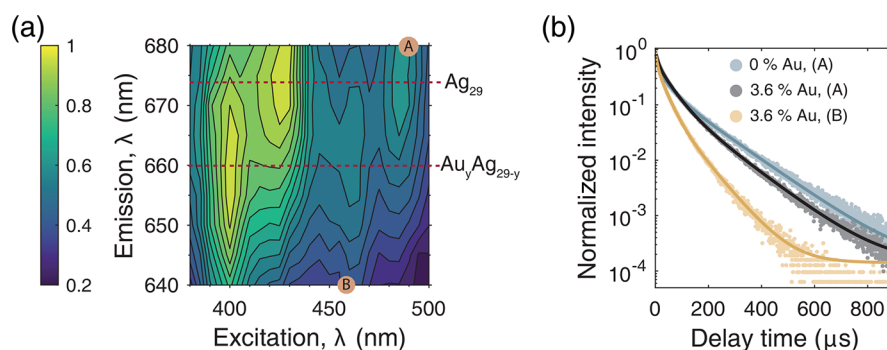 (a)
1
0.8
0.6
0.4
0.2
Emission, λ (nm)
680
670
660
650
640
400
450
500
Excitation, λ (nm)
A
B
Ag29
AuyAg29-y
(b)
Normalized intensity
10^0
10^-1
10^-2
10^-3
10^-4
0 % Au, (A)
3.6 % Au, (A)
3.6 % Au, (B)
0
200
400
600
800
Delay time (μs)